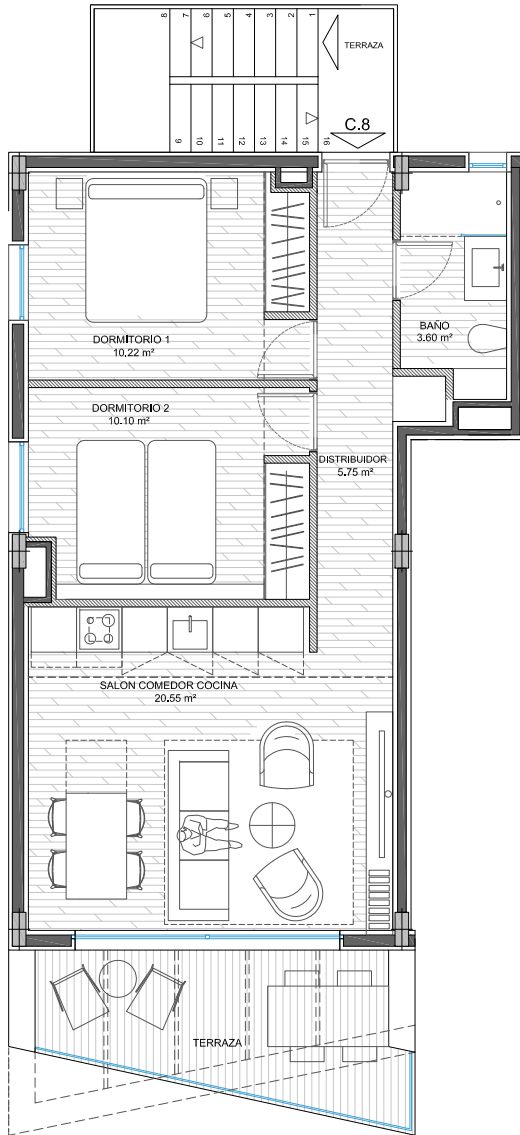 8 7 6 5 4 3 2 1
TERRAZA
9 10 11 12 13 14 15 16
C.8
DORMITORIO 1
10.22 m²
BAÑO
3.60 m²
DORMITORIO 2
10.10 m²
DISTRIBUIDOR
5.75 m²
SALON COMEDOR COCINA
20.55 m²
TERRAZA